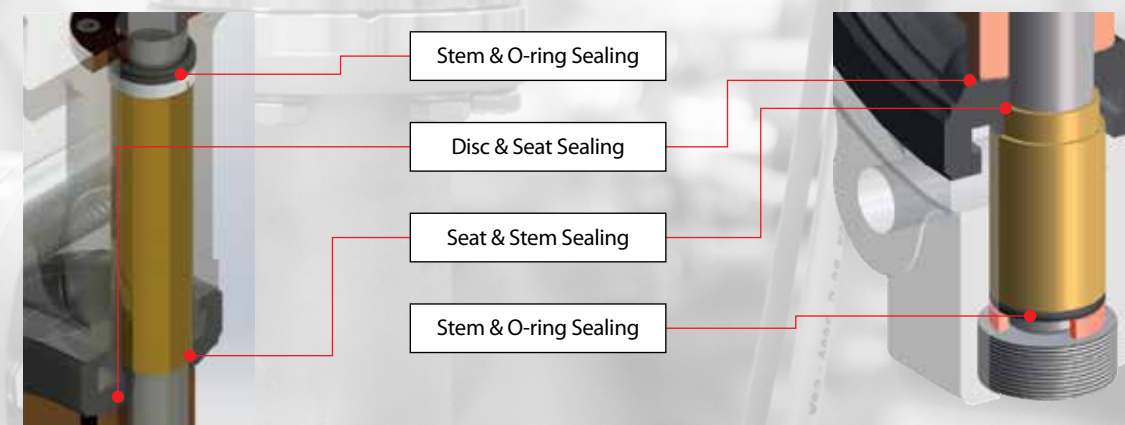 Stem & O-ring Sealing
Disc & Seat Sealing
Seat & Stem Sealing
Stem & O-ring Sealing